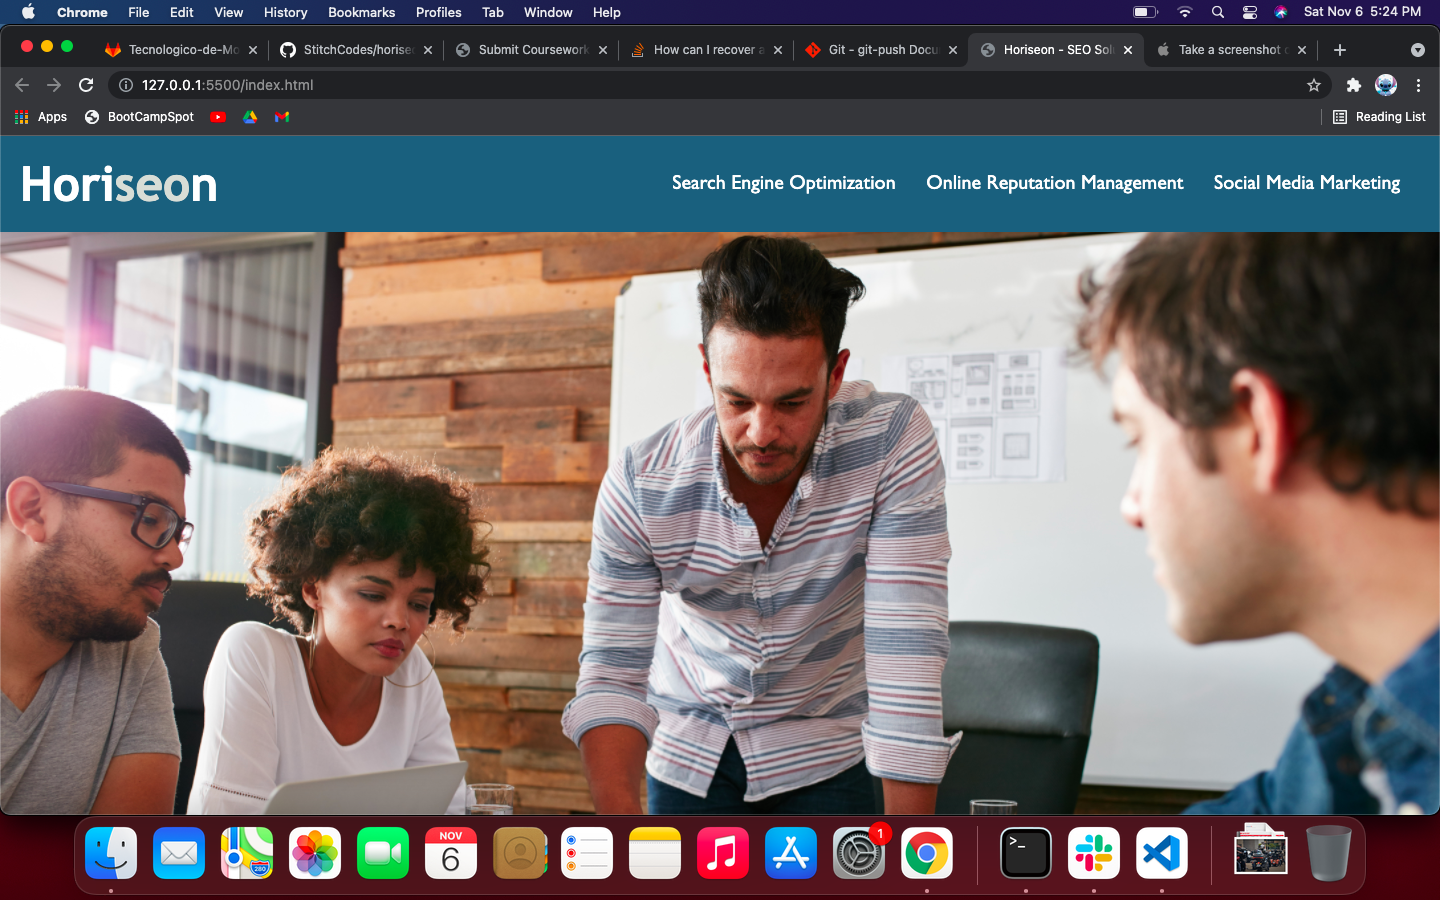 Chrome File Edit View History Bookmarks Profiles Tab Window Help Sat Nov 6 5:24 PM
Tecnologico-de-Mo StitchCodes/horiseo Submit Coursework How can I recover a Git - git-push Docu Horiseon - SEO Solu Take a screenshot o
127.0.0.1:5500/index.html
Apps BootCampSpot Reading List
Horiseon Search Engine Optimization Online Reputation Management Social Media Marketing
NOV
6
280
1
>_